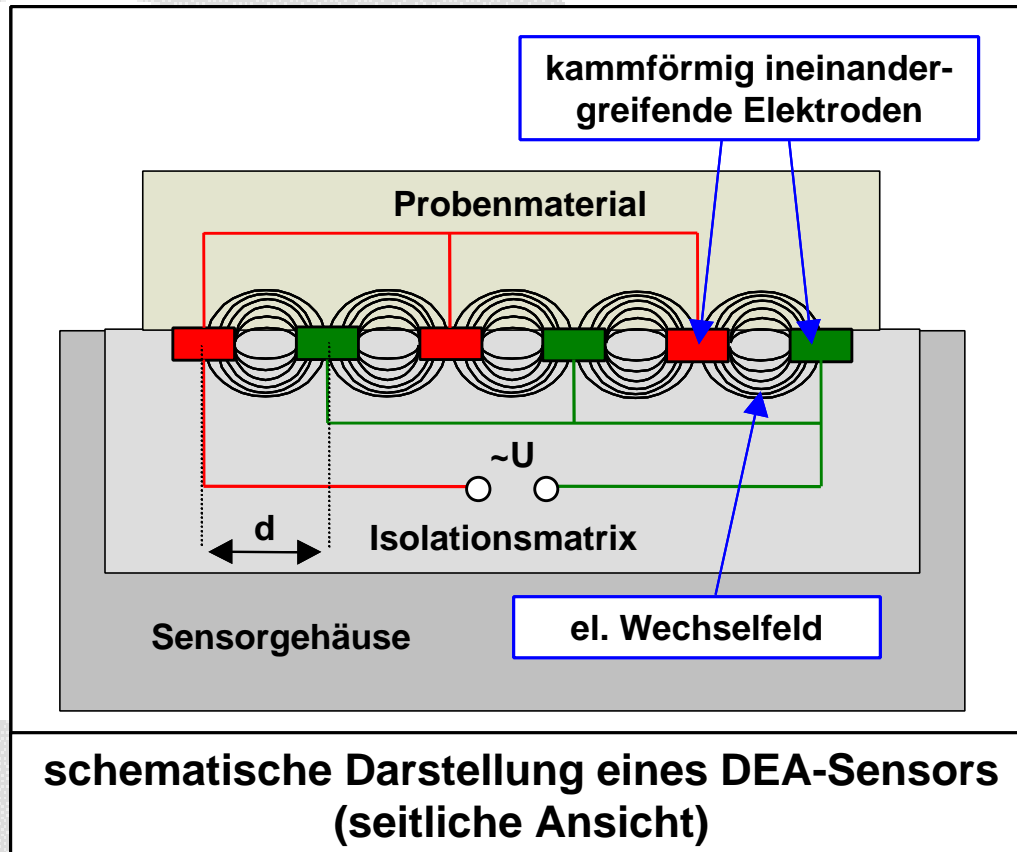 kammförmig ineinander-
greifende Elektroden
Probenmaterial
~U
d
Isolationsmatrix
Sensorgehäuse
el. Wechselfeld
schematische Darstellung eines DEA-Sensors
(seitliche Ansicht)